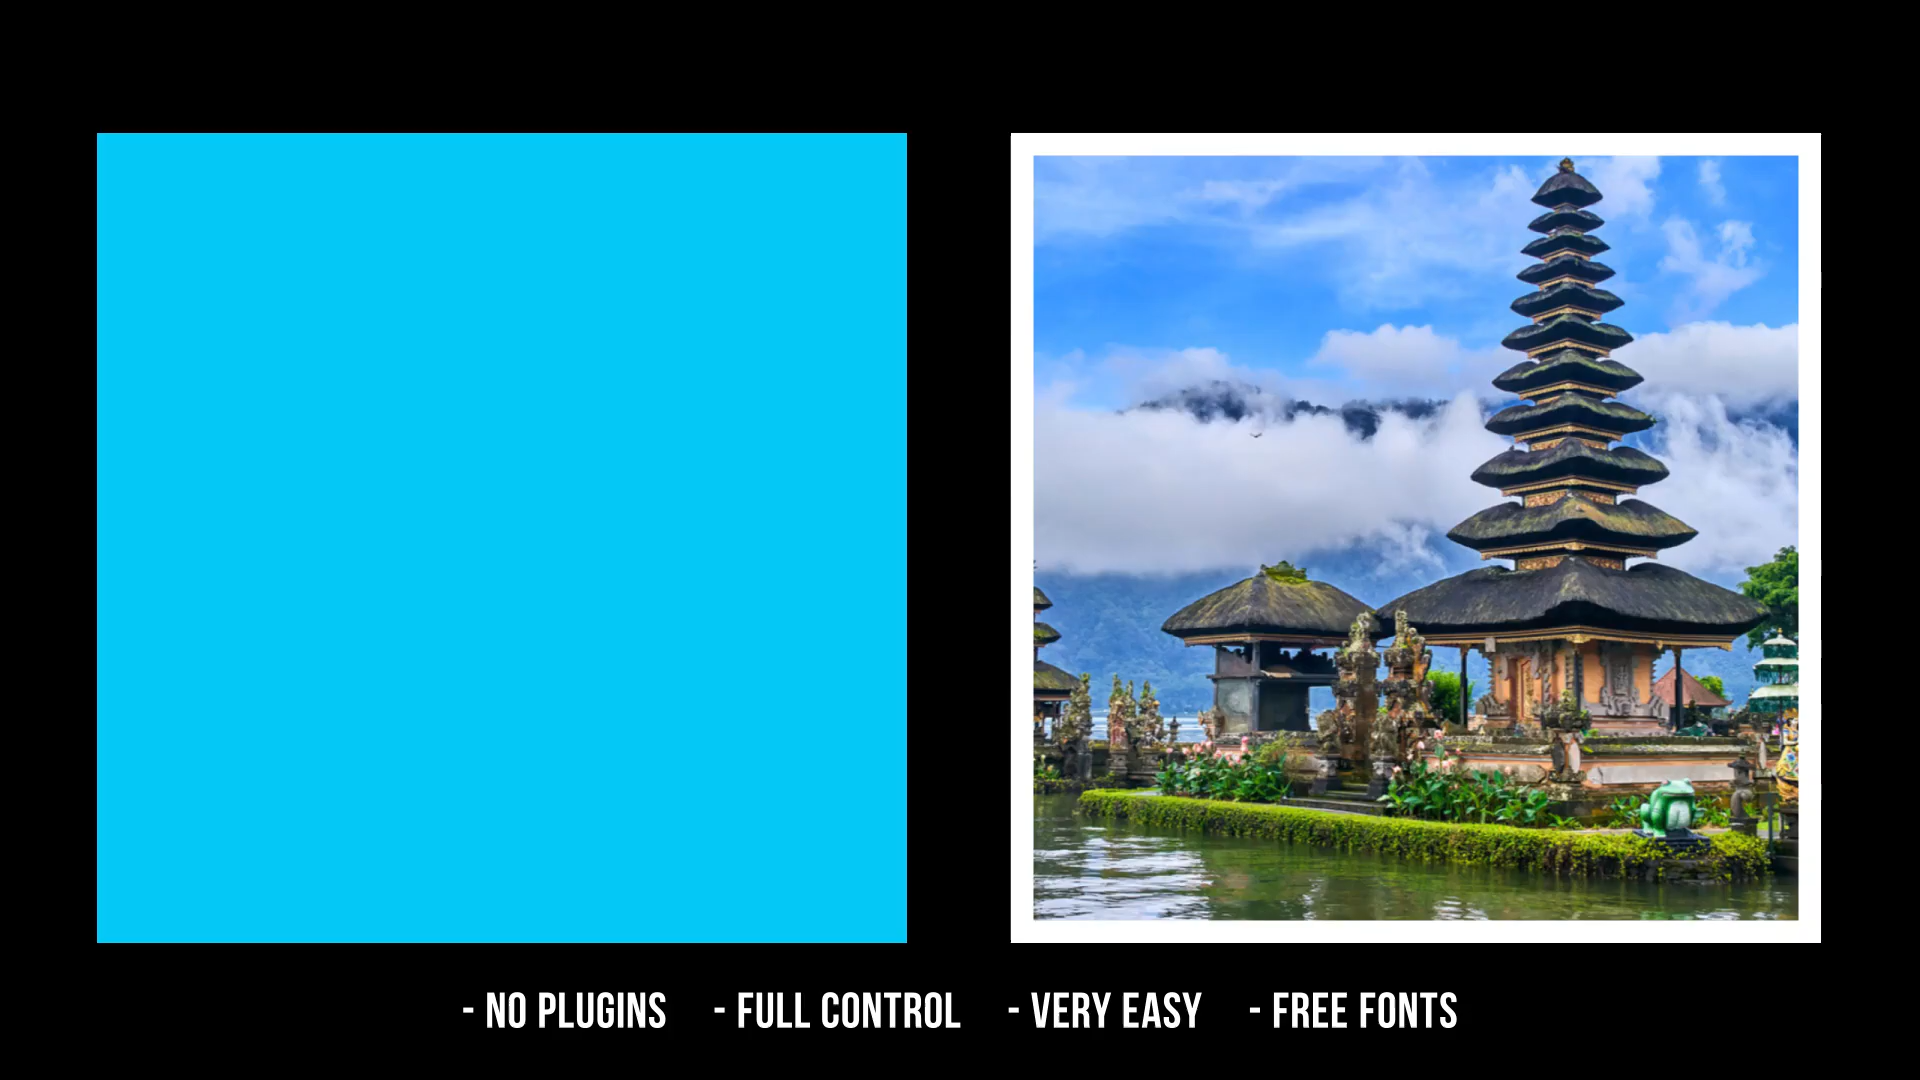 - NO PLUGINS - FULL CONTROL - VERY EASY - FREE FONTS